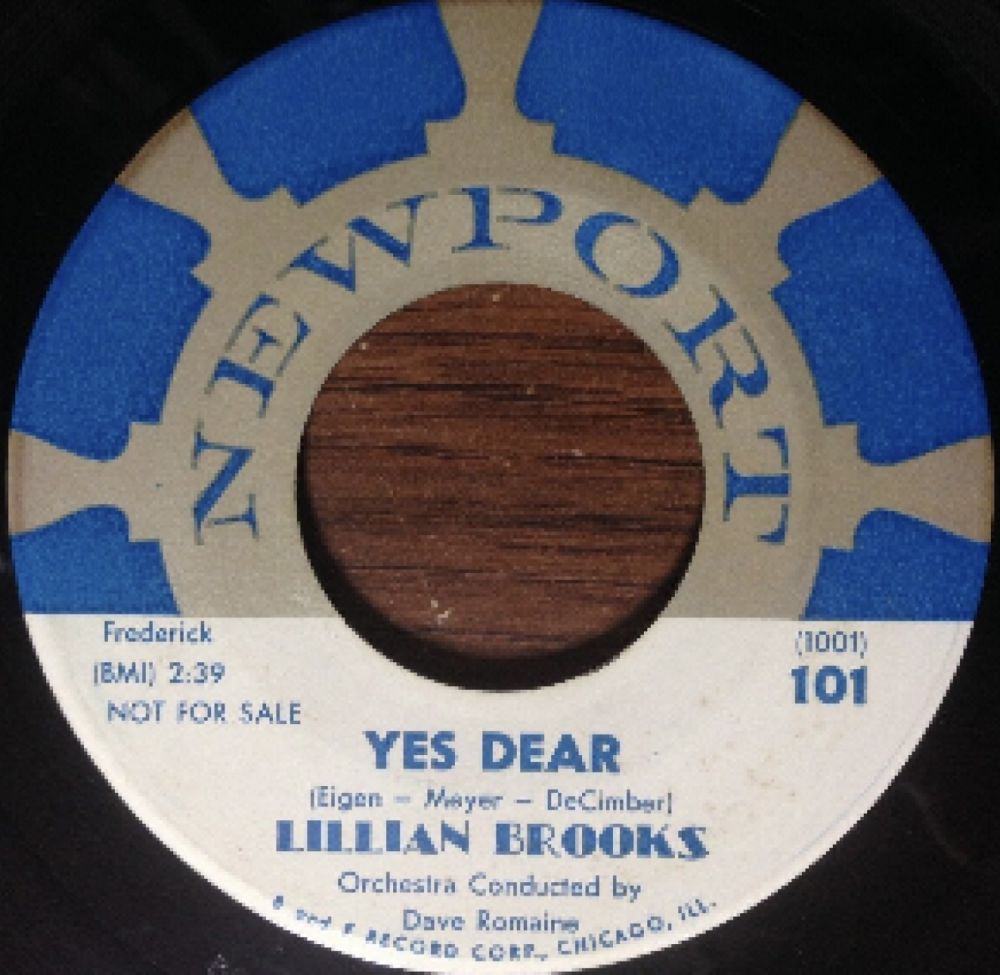 NEWPORT
Frederick
(BMI) 2:39
NOT FOR SALE
(1001)
101
YES DEAR
(Eigen - Meyer - DeCimber)
LILLIAN BROOKS
Orchestra Conducted by
Dave Romaine
RECORD CORP., CHICAGO, ILL.